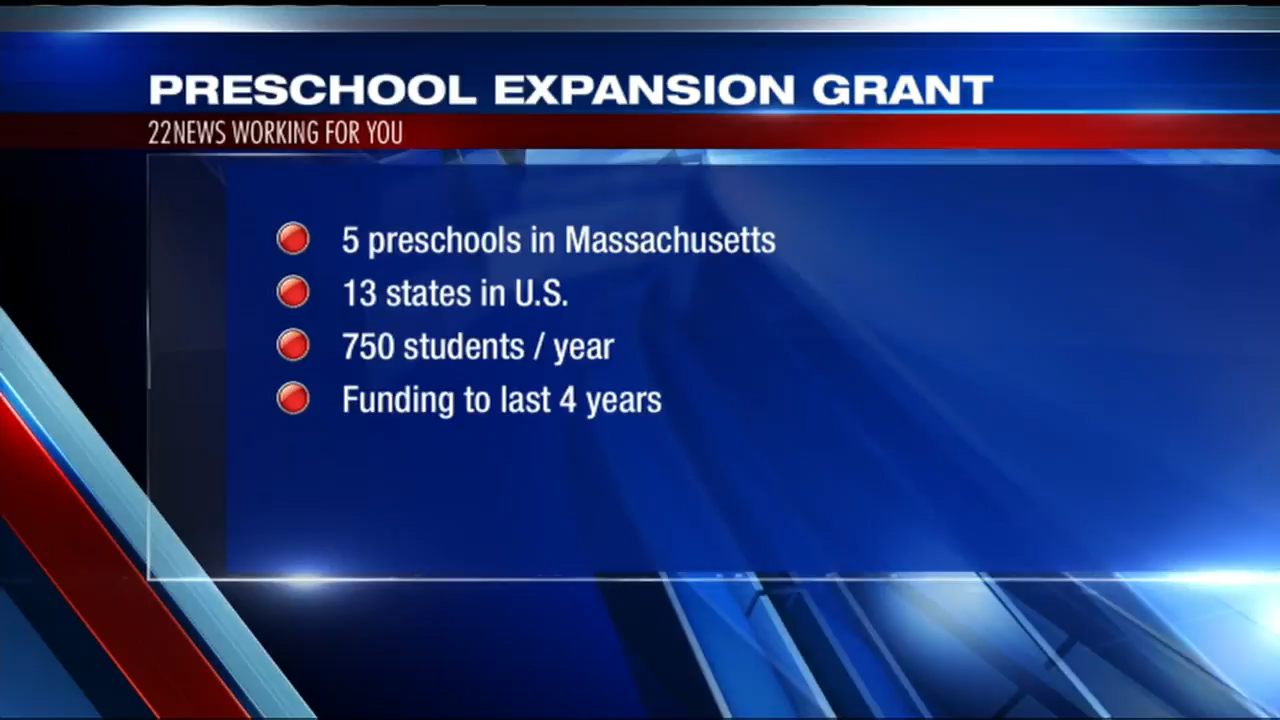 PRESCHOOL EXPANSION GRANT
22NEWS WORKING FOR YOU
5 preschools in Massachusetts
13 states in U.S.
750 students / year
Funding to last 4 years